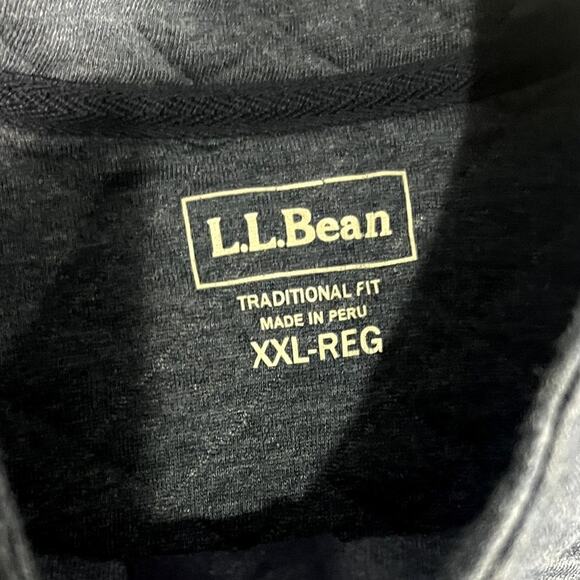 L.L.Bean
TRADITIONAL FIT
MADE IN PERU
XXL-REG